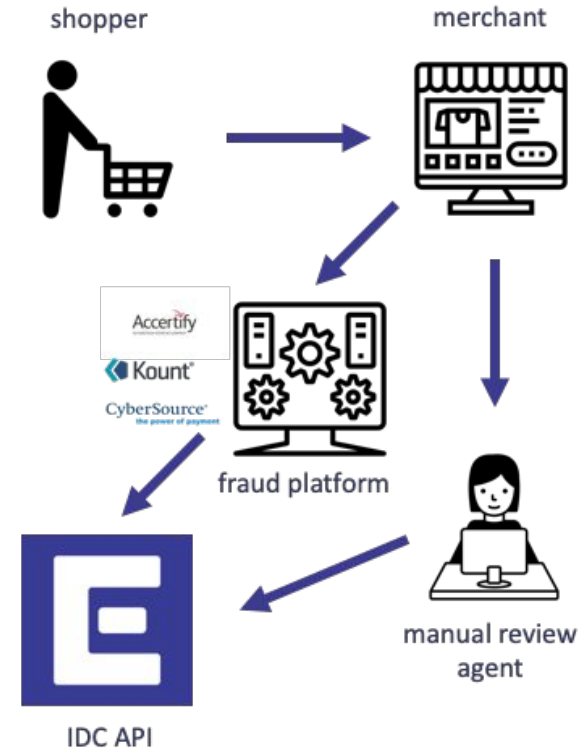 shopper
merchant
Accertify
Kount®
CyberSource®
the power of payment
fraud platform
manual review
agent
IDC API